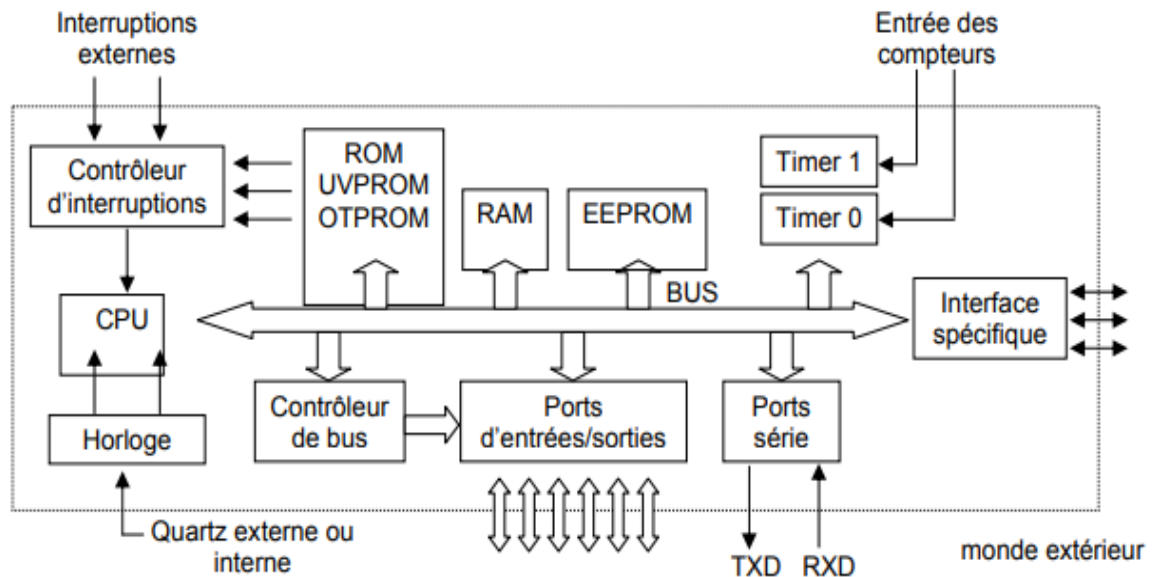 Interruptions
externes
Entrée des
compteurs
Contrôleur
d'interruptions
ROM
UVPROM
OTPROM
RAM
EEPROM
Timer 1
Timer 0
BUS
CPU
Interface
spécifique
Horloge
Contrôleur
de bus
Ports
d'entrées/sorties
Ports
série
Quartz externe ou
interne
TXD
RXD
monde extérieur